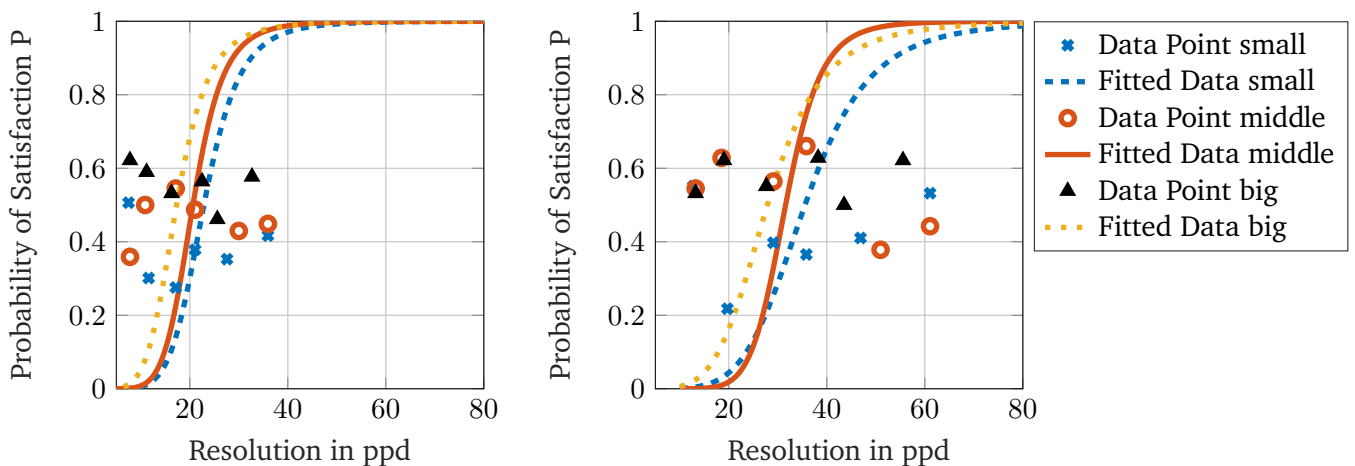 Probability of Satisfaction P
1
0.8
0.6
0.4
0.2
0
20
40
60
80
Resolution in ppd
Probability of Satisfaction P
1
0.8
0.6
0.4
0.2
0
20
40
60
80
Resolution in ppd
Data Point small
Fitted Data small
Data Point middle
Fitted Data middle
Data Point big
Fitted Data big